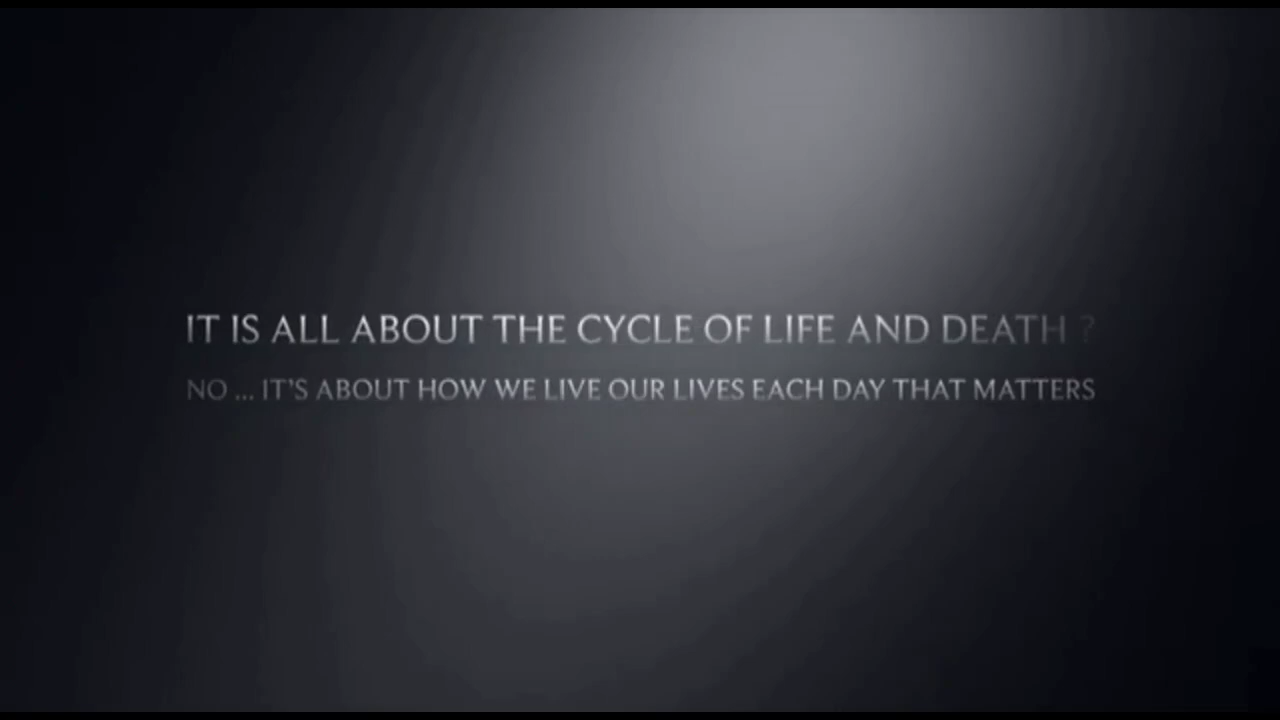 IT IS ALL ABOUT THE CYCLE OF LIFE AND DEATH ?
NO ... IT'S ABOUT HOW WE LIVE OUR LIVES EACH DAY THAT MATTERS